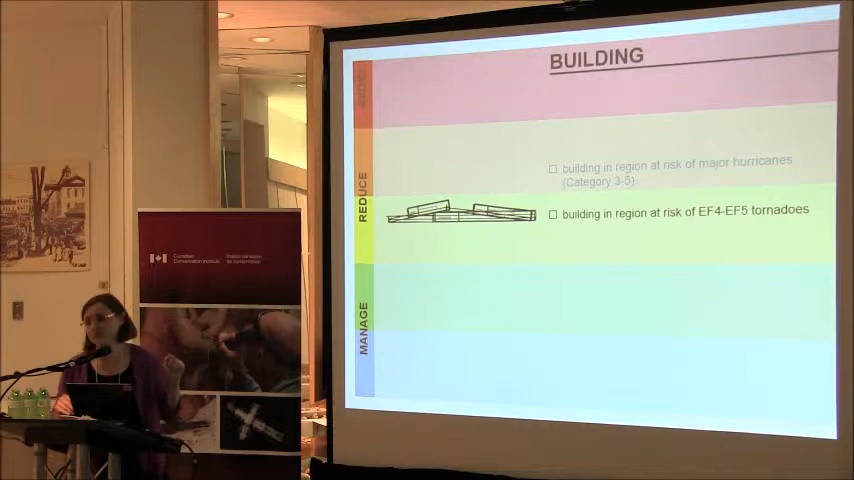 BUILDING
building in region at risk of major hurricanes
(Category 3-5)
building in region at risk of EF4-EF5 tornadoes
REDUCE
MANAGE
Canadian
Conservation Institute